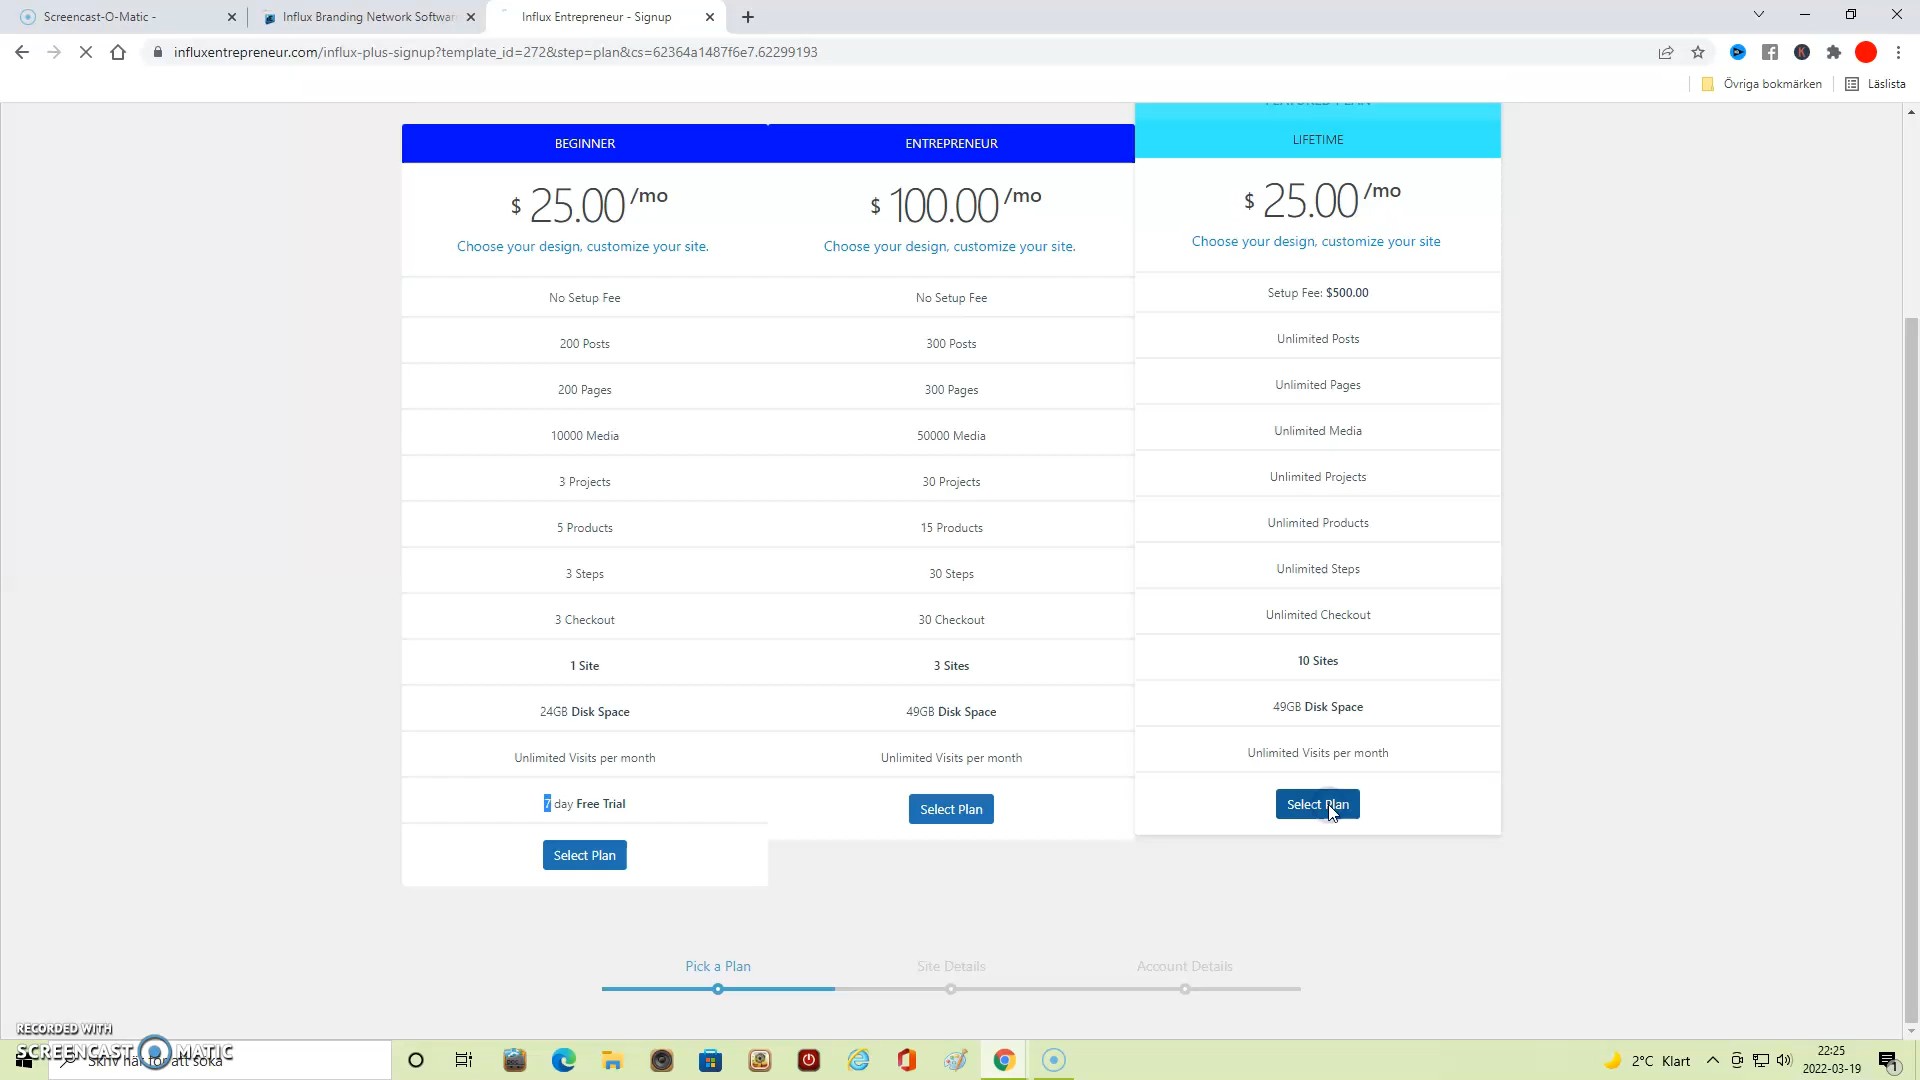 Screencast-O-Matic -
Influx Branding Network Softwar
Influx Entrepreneur - Signup
influxentrepreneur.com/influx-plus-signup?template_id=272&step=plan&cs=62364a1487f6e7.62299193
Övriga bokmärken
Läslista
FEATURED PLAN
BEGINNER
ENTREPRENEUR
LIFETIME
$ 25.00 /mo
$ 100.00 /mo
$ 25.00 /mo
Choose your design, customize your site.
Choose your design, customize your site.
Choose your design, customize your site
No Setup Fee
No Setup Fee
Setup Fee: $500.00
200 Posts
300 Posts
Unlimited Posts
200 Pages
300 Pages
Unlimited Pages
10000 Media
50000 Media
Unlimited Media
3 Projects
30 Projects
Unlimited Projects
5 Products
15 Products
Unlimited Products
3 Steps
30 Steps
Unlimited Steps
3 Checkout
30 Checkout
Unlimited Checkout
1 Site
3 Sites
10 Sites
24GB Disk Space
49GB Disk Space
49GB Disk Space
Unlimited Visits per month
Unlimited Visits per month
Unlimited Visits per month
7 day Free Trial
Select Plan
Select Plan
Select Plan
Pick a Plan
Site Details
Account Details
RECORDED WITH
SCREENCAST MATIC
Skriv här för att söka
2°C Klart
22:25
2022-03-19
1